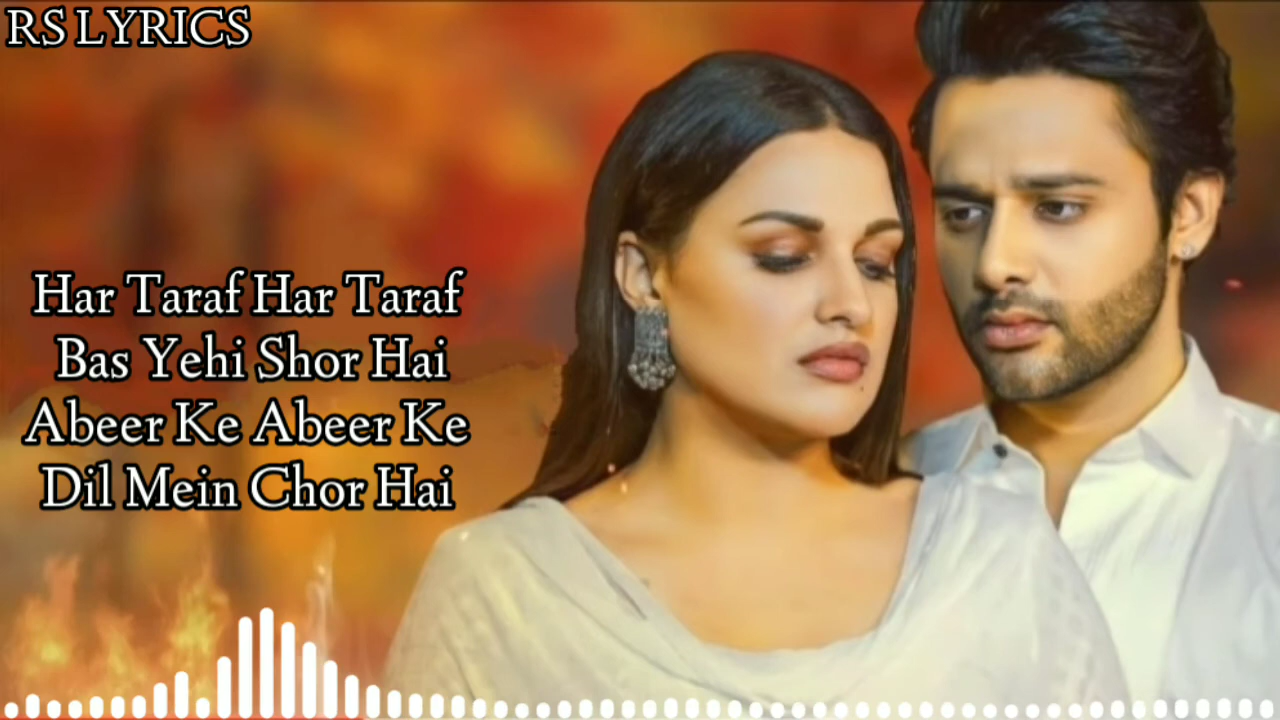 RS LYRICS
Har Taraf Har Taraf
Bas Yehi Shor Hai
Abeer Ke Abeer Ke
Dil Mein Chor Hai